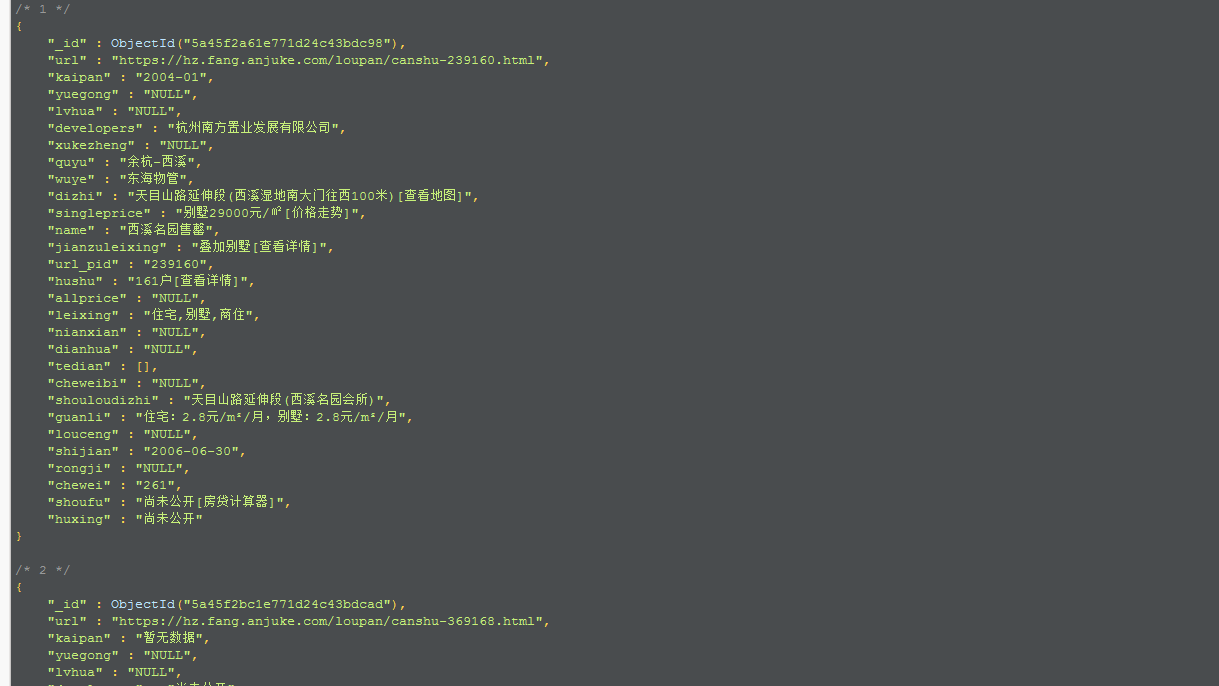 /* 1 */
{
"_id" : ObjectId("5a45f2a61e771d24c43bdc98"),
"url" : "https://hz.fang.anjuke.com/loupan/canshu-239160.html",
"kaipan" : "2004-01",
"yuegong" : "NULL",
"lvhua" : "NULL",
"developers" : "杭州南方置业发展有限公司",
"xukezheng" : "NULL",
"quyu" : "余杭-西溪",
"wuye" : "东海物管",
"dizhi" : "天目山路延伸段(西溪湿地南大门往西100米)[查看地图]",
"singleprice" : "别墅29000元/㎡[价格走势]",
"name" : "西溪名园售罄",
"jianzuleixing" : "叠加别墅[查看详情]",
"url_pid" : "239160",
"hushu" : "161户[查看详情]",
"allprice" : "NULL",
"leixing" : "住宅,别墅,商住",
"nianxian" : "NULL",
"dianhua" : "NULL",
"tedian" : [],
"cheweibi" : "NULL",
"shouloudizhi" : "天目山路延伸段(西溪名园会所)",
"guanli" : "住宅：2.8元/m²/月，别墅：2.8元/m²/月",
"louceng" : "NULL",
"shijian" : "2006-06-30",
"rongji" : "NULL",
"chewei" : "261",
"shoufu" : "尚未公开[房贷计算器]",
"huxing" : "尚未公开"
}
/* 2 */
{
"_id" : ObjectId("5a45f2bc1e771d24c43bdcad"),
"url" : "https://hz.fang.anjuke.com/loupan/canshu-369168.html",
"kaipan" : "暂无数据",
"yuegong" : "NULL",
"lvhua" : "NULL",